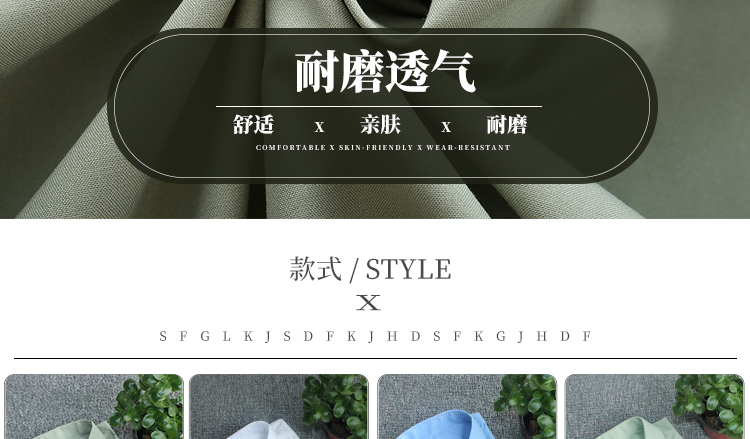 耐磨透气
舒适 X 亲肤 X 耐磨
COMFORTABLE X SKIN-FRIENDLY X WEAR-RESISTANT
款式 / STYLE
X
S F G L K J S D F K J H D S F K G J H D F